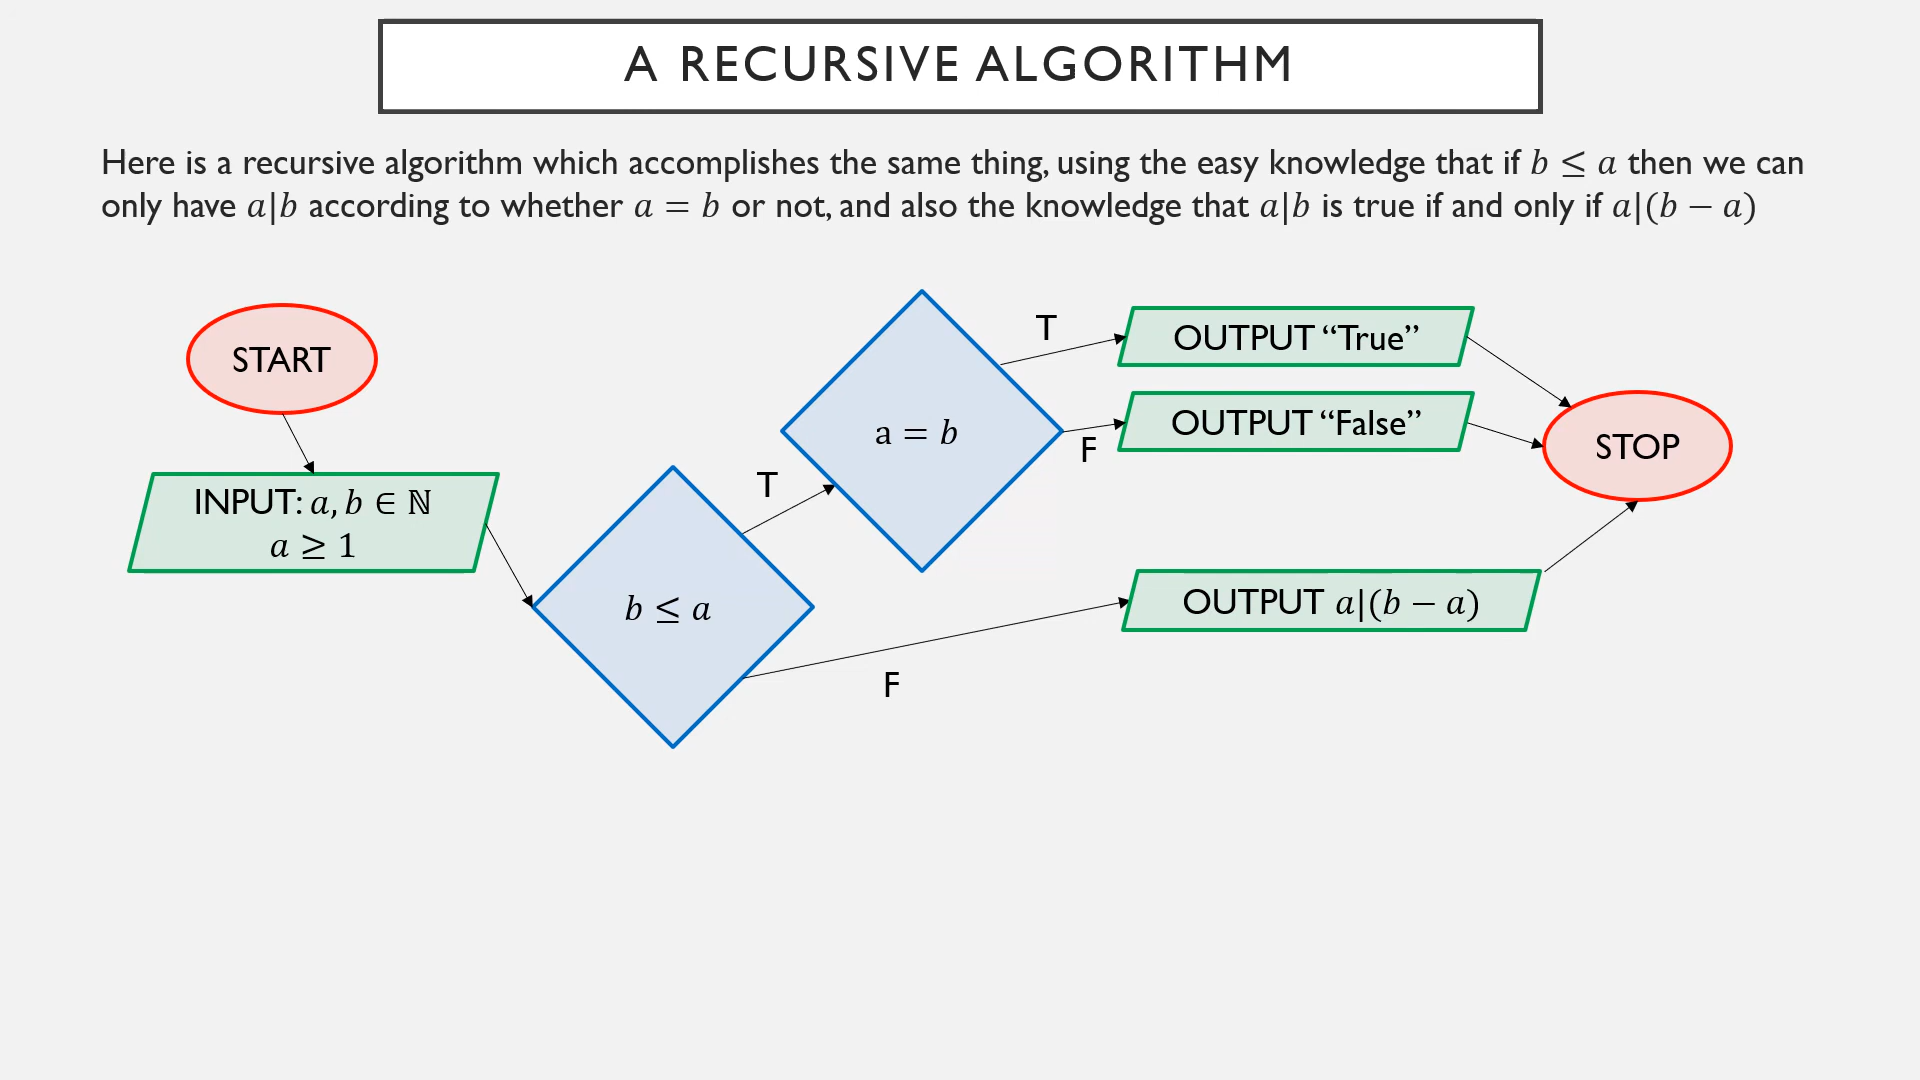 A RECURSIVE ALGORITHM
Here is a recursive algorithm which accomplishes the same thing, using the easy knowledge that if b ≤ a then we can
only have a|b according to whether a = b or not, and also the knowledge that a|b is true if and only if a|(b − a)
START
INPUT: a, b ∈ ℕ
a ≥ 1
b ≤ a
T
F
a = b
T
F
OUTPUT “True”
OUTPUT “False”
OUTPUT a|(b − a)
STOP